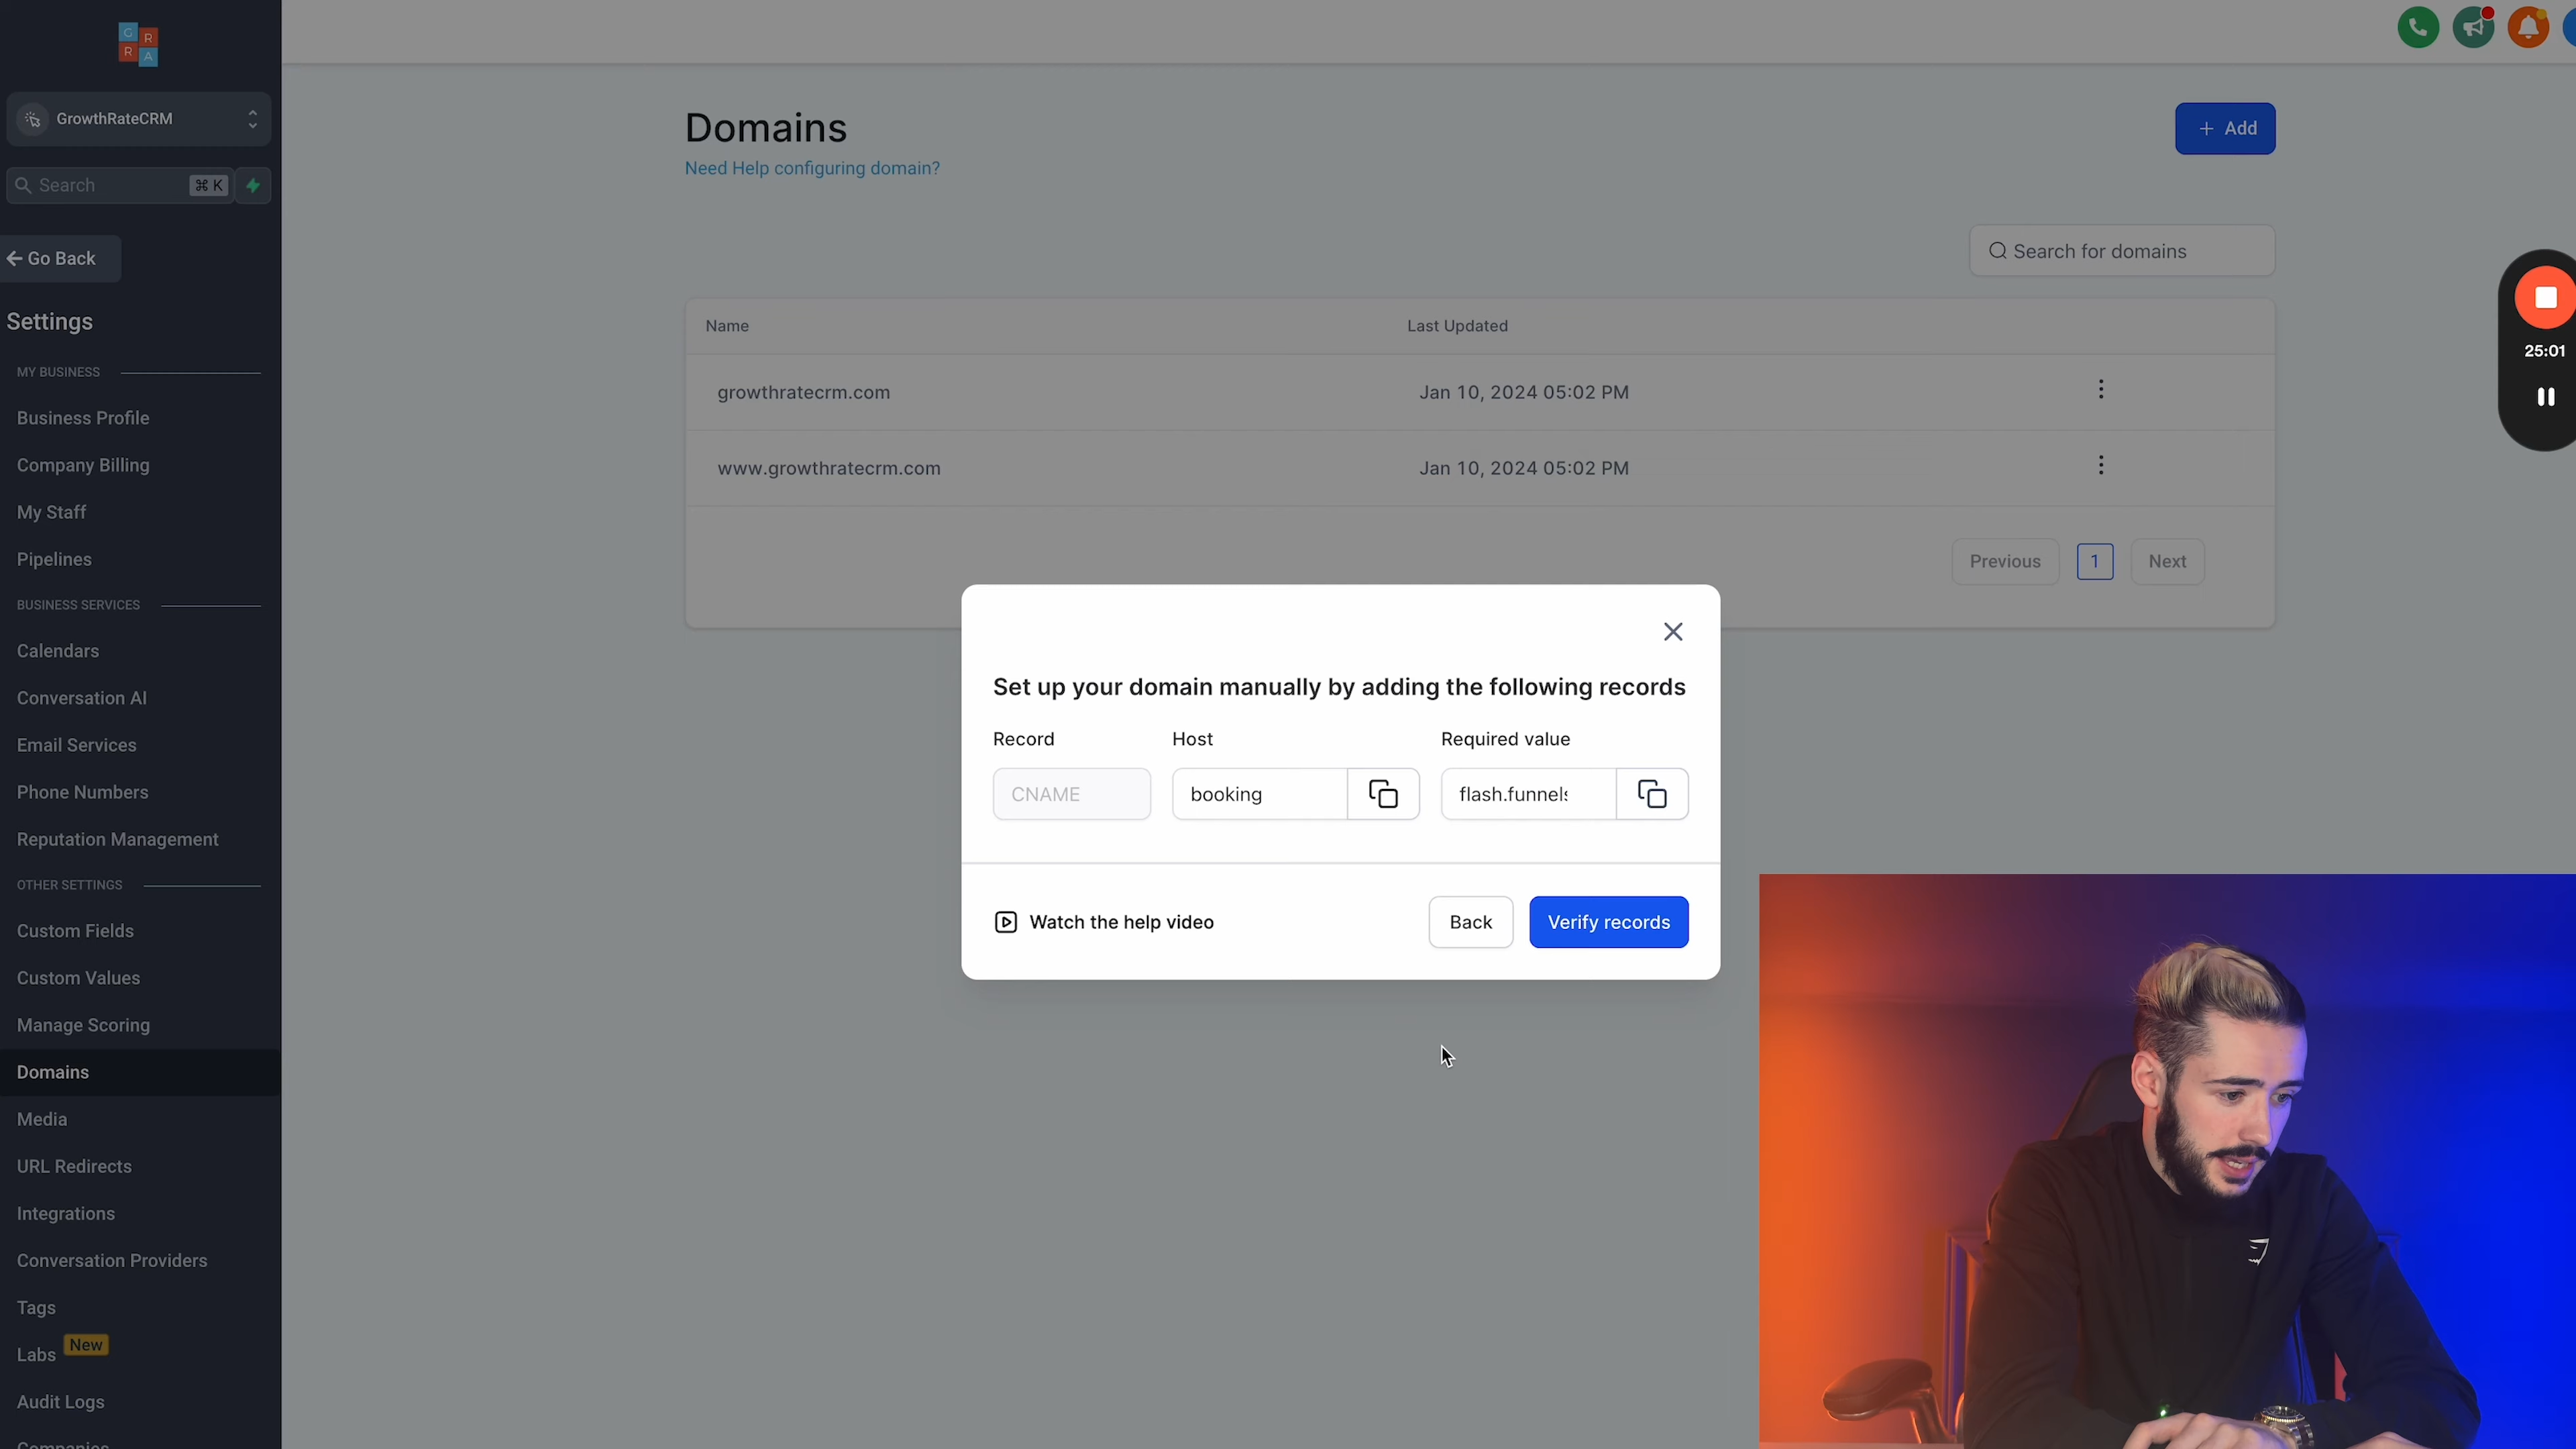 G R
R A
GrowthRateCRM
Search ⌘ K
Go Back
Settings
MY BUSINESS
Business Profile
Company Billing
My Staff
Pipelines
BUSINESS SERVICES
Calendars
Conversation AI
Email Services
Phone Numbers
Reputation Management
OTHER SETTINGS
Custom Fields
Custom Values
Manage Scoring
Domains
Media
URL Redirects
Integrations
Conversation Providers
Tags
Labs New
Audit Logs
Companies
Domains
Need Help configuring domain?
+ Add
Search for domains
Name Last Updated
growthratecrm.com Jan 10, 2024 05:02 PM
www.growthratecrm.com Jan 10, 2024 05:02 PM
Previous 1 Next
Set up your domain manually by adding the following records
Record Host Required value
CNAME booking flash.funnels
Watch the help video Back Verify records
25:01